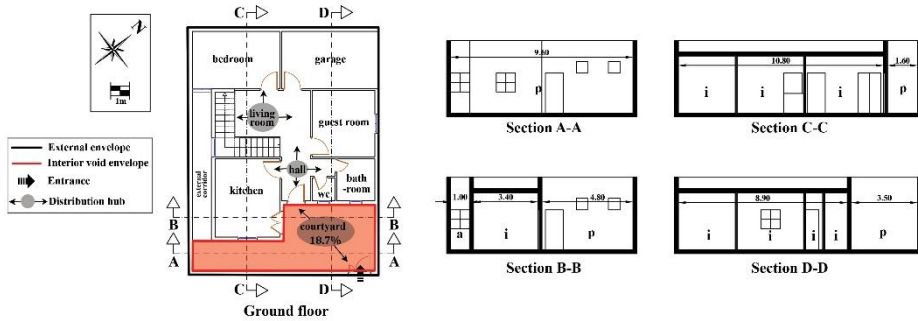 N
1m
External envelope
Interior void envelope
Entrance
Distribution hub
C
D
bedroom
garage
living
room
guest room
hall
external
corridor
kitchen
wc
bath
-room
courtyard
18.7%
B
B
A
A
C
D
Ground floor
9.60
p
Section A-A
10.80
1.60
i
i
i
p
Section C-C
1.00
3.40
4.80
a
i
p
Section B-B
8.90
3.50
i
i
i
i
p
Section D-D